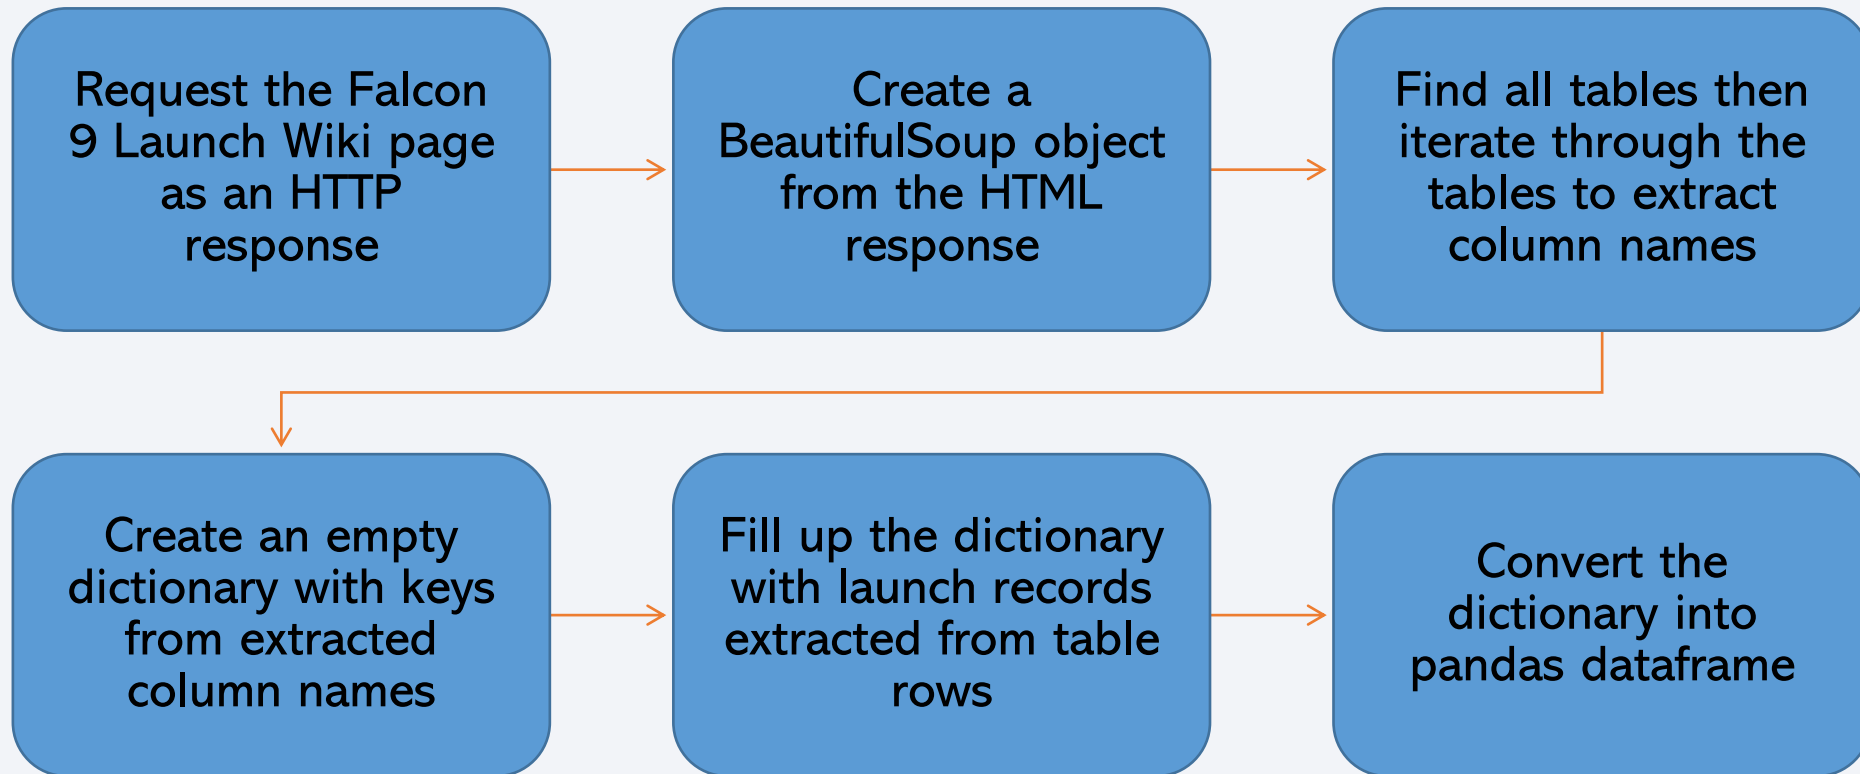 Request the Falcon
9 Launch Wiki page
as an HTTP
response
Create a
BeautifulSoup object
from the HTML
response
Find all tables then
iterate through the
tables to extract
column names
Create an empty
dictionary with keys
from extracted
column names
Fill up the dictionary
with launch records
extracted from table
rows
Convert the
dictionary into
pandas dataframe